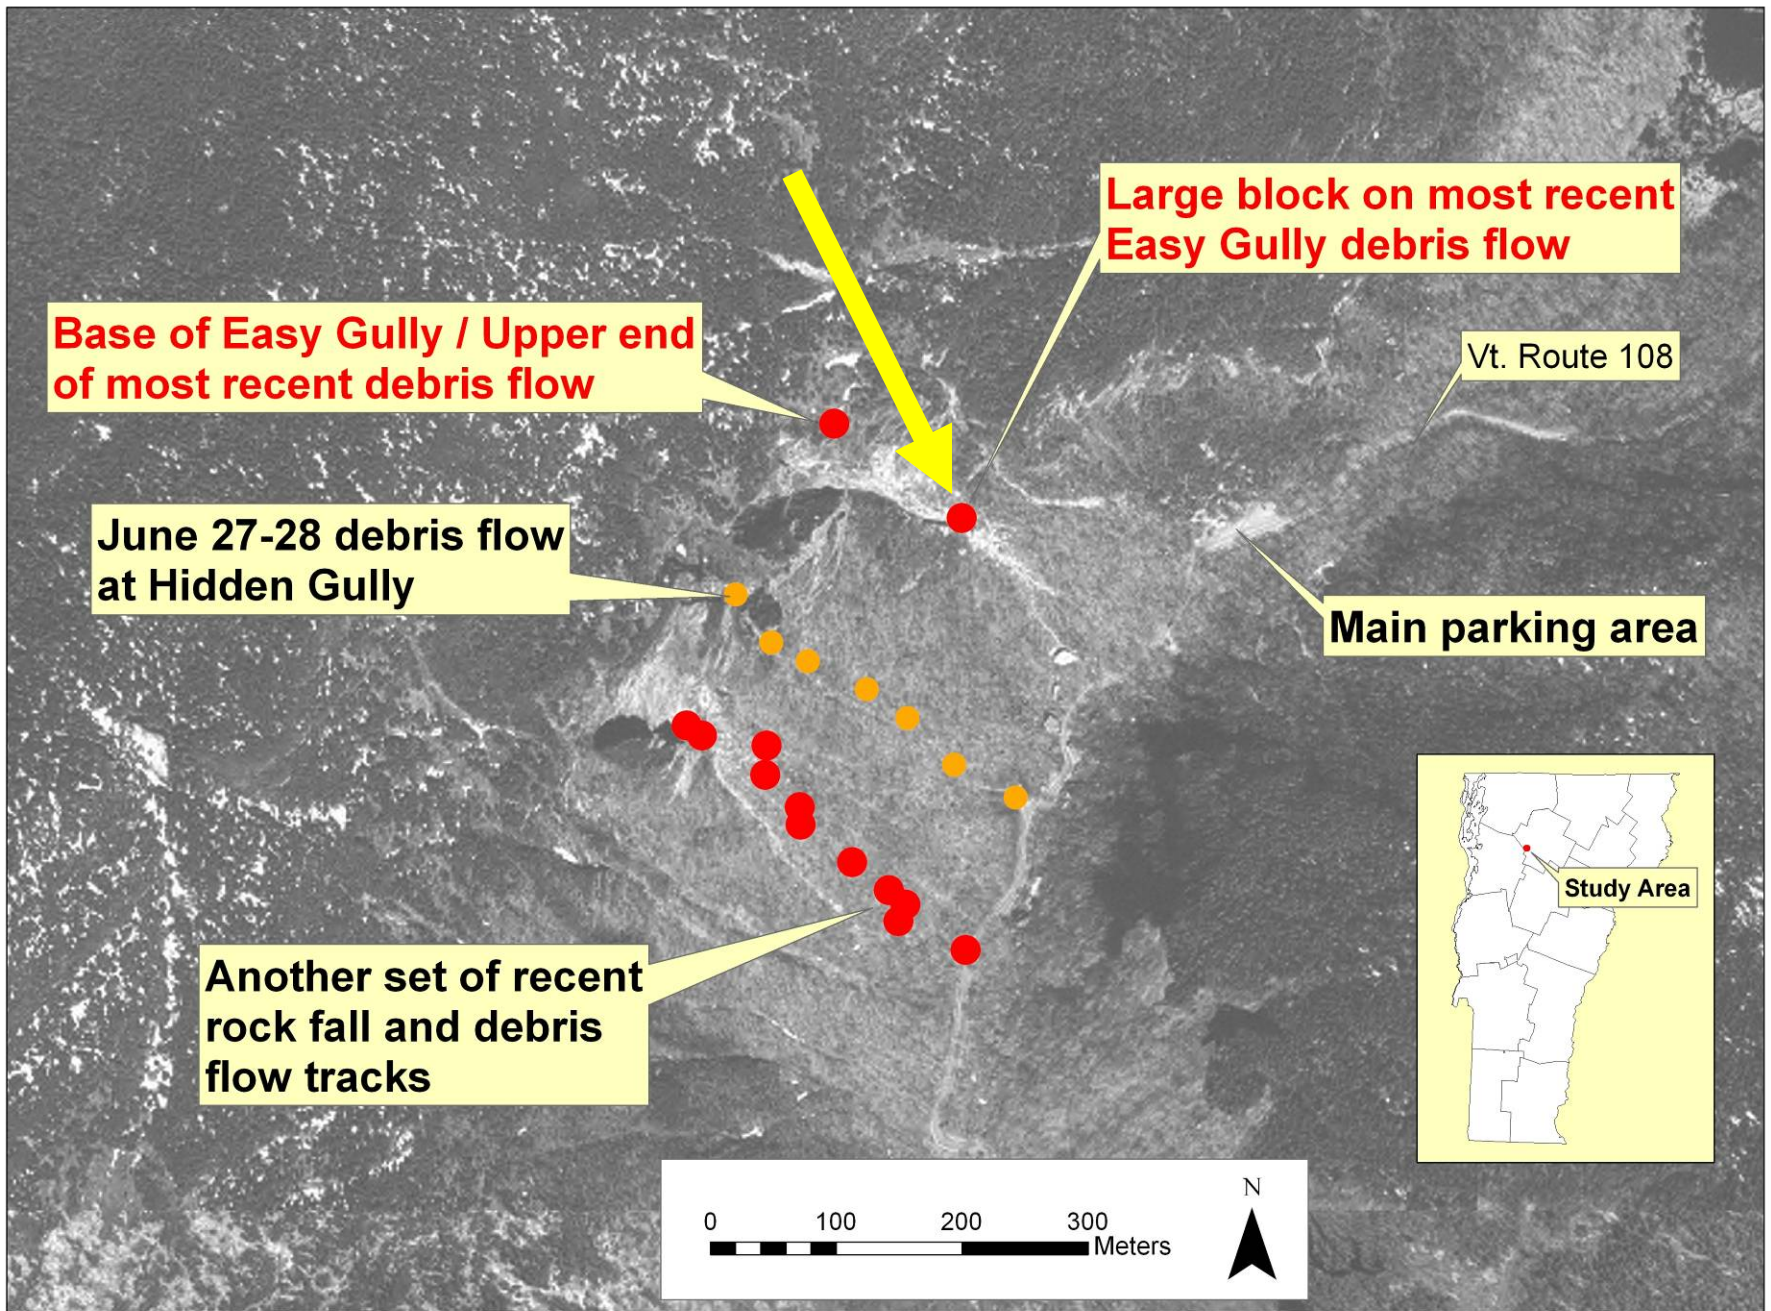 Large block on most recent
Easy Gully debris flow
Base of Easy Gully / Upper end
of most recent debris flow
Vt. Route 108
June 27-28 debris flow
at Hidden Gully
Main parking area
Study Area
Another set of recent
rock fall and debris
flow tracks
N
0 100 200 300
Meters